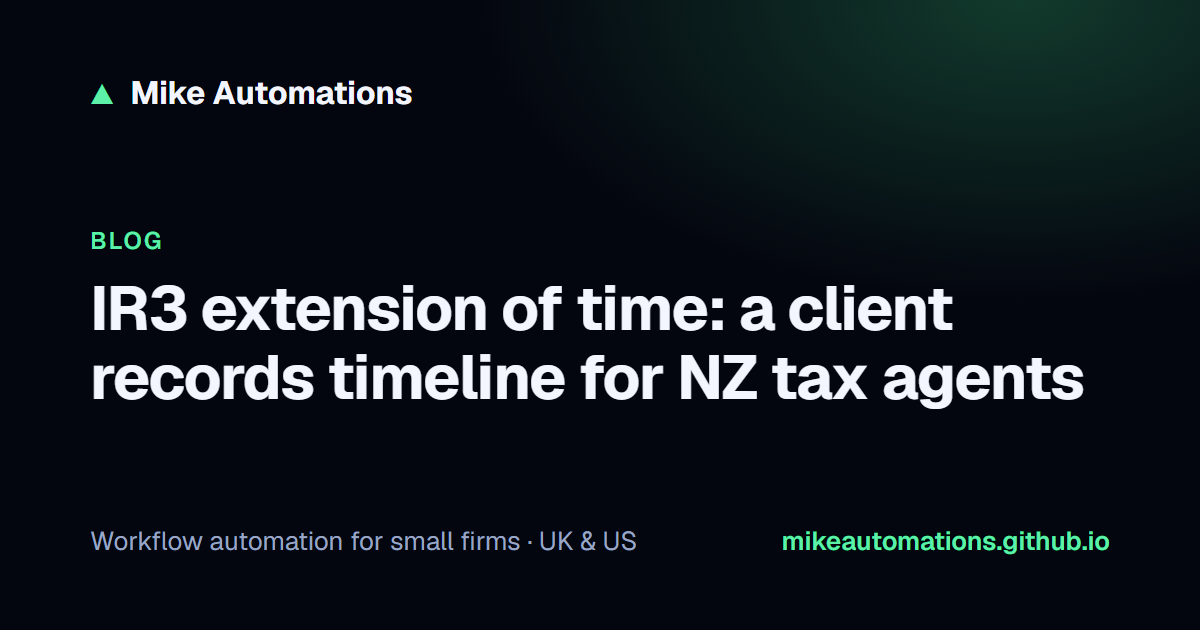 Mike Automations
BLOG
IR3 extension of time: a client
records timeline for NZ tax agents
Workflow automation for small firms · UK & US
mikeautomations.github.io